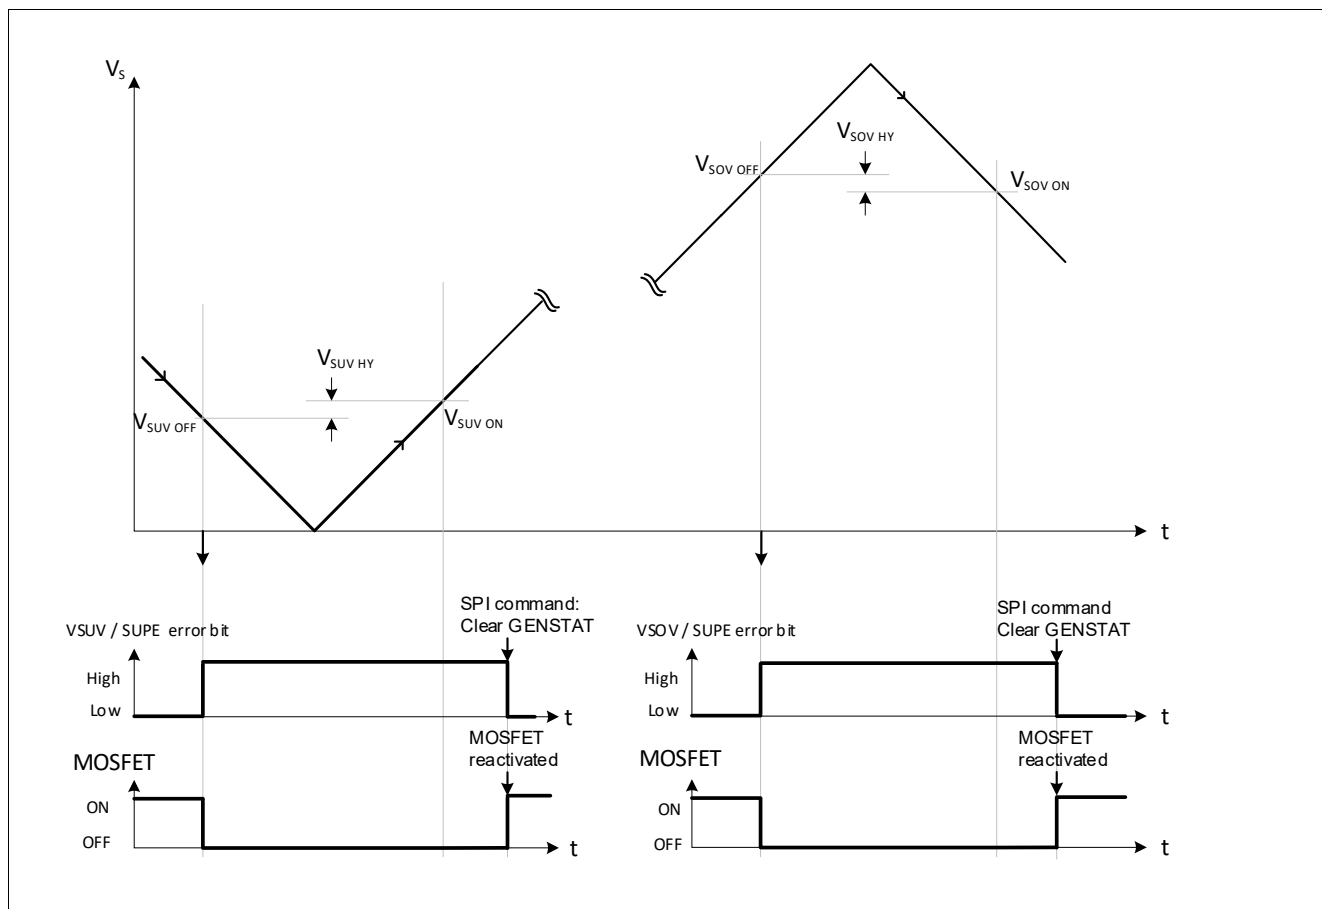 VS
VSOV HY
VSOV OFF
VSOV ON
VSUV HY
VSUV OFF
VSUV ON
t
SPI command:
Clear GENSTAT
VSUV / SUPE error bit
High
Low
t
MOSFET
reactivated
MOSFET
ON
OFF
t
SPI command
Clear GENSTAT
VSOV / SUPE error bit
High
Low
t
MOSFET
reactivated
MOSFET
ON
OFF
t